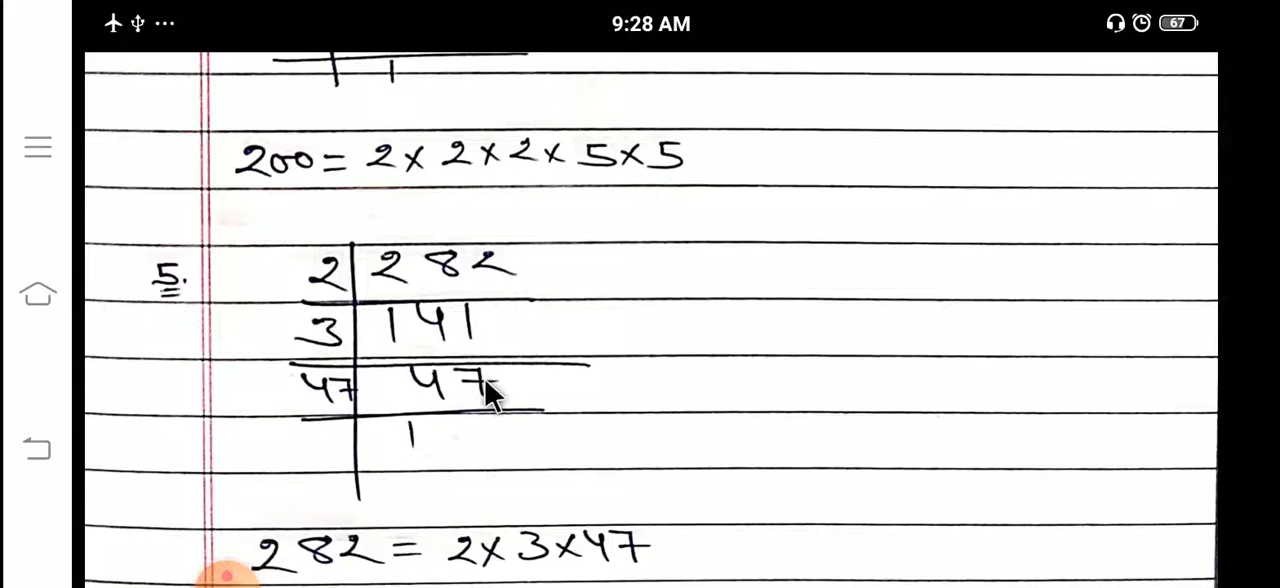 9:28 AM
67
1
200 = 2 × 2 × 2 × 5 × 5
5. 2 282
3 141
47 47
1
282 = 2 × 3 × 47